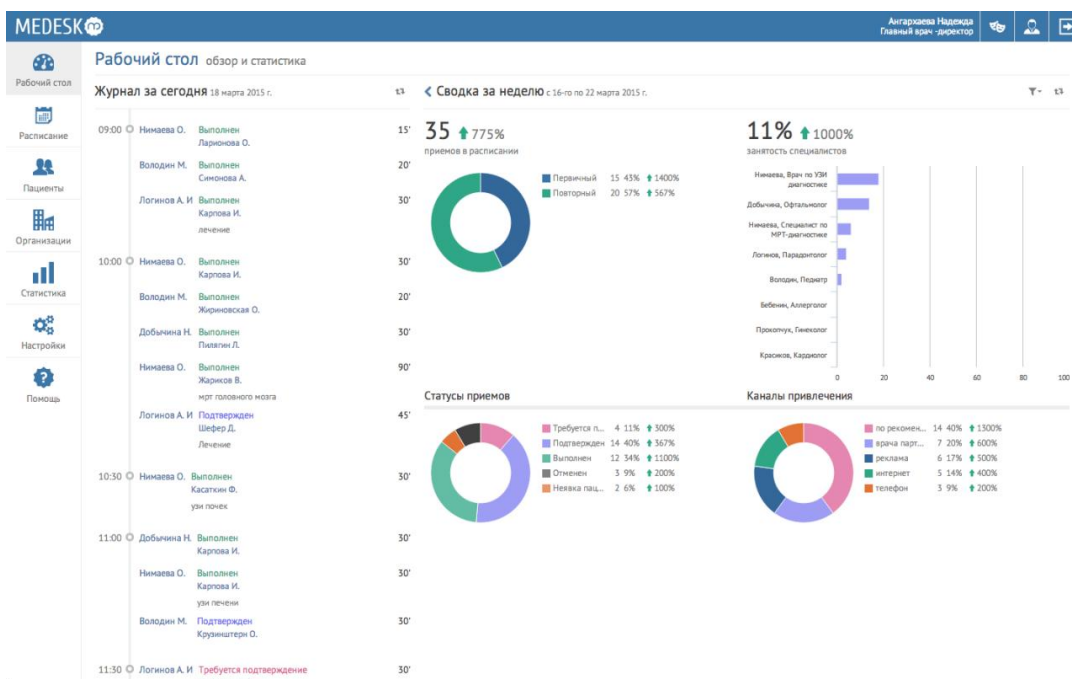 MEDESK
Ангархаева Надежда
Главный врач -директор
Рабочий стол
Расписание
Пациенты
Организации
Статистика
Настройки
Помощь
Рабочий стол обзор и статистика
Журнал за сегодня 18 марта 2015 г.
09:00 Нимаева О. Выполнен 15'
Ларионова О.
Володин М. Выполнен 20'
Симонова А.
Логинов А. И Выполнен 30'
Карпова И.
лечение
10:00 Нимаева О. Выполнен 30'
Карпова И.
Володин М. Выполнен 20'
Жириновская О.
Добычина Н. Выполнен 30'
Пилягин Л.
Нимаева О. Выполнен 90'
Жариков В.
мрт головного мозга
Логинов А. И Подтвержден 45'
Шефер Д.
Лечение
10:30 Нимаева О. Выполнен 30'
Касаткин Ф.
узи почек
11:00 Добычина Н. Выполнен 30'
Карпова И.
Нимаева О. Выполнен 30'
Карпова И.
узи печени
Володин М. Подтвержден 30'
Крузинштерн О.
11:30 Логинов А. И Требуется подтверждение 30'
Сводка за неделю с 16-го по 22 марта 2015 г.
35 775%
приемов в расписании
Первичный 15 43% 1400%
Повторный 20 57% 567%
11% 1000%
занятость специалистов
Нимаева, Врач по УЗИ
диагностике
Добычина, Офтальмолог
Нимаева, Специалист по
МРТ-диагностике
Логинов, Парадонтолог
Володин, Педиатр
Бебенин, Аллерголог
Прокопчук, Гинеколог
Красиков, Кардиолог
0 20 40 60 80 100
Статусы приемов
Требуется п... 4 11% 300%
Подтвержден 14 40% 367%
Выполнен 12 34% 1100%
Отменен 3 9% 200%
Неявка пац... 2 6% 100%
Каналы привлечения
по рекомен... 14 40% 1300%
врача парт... 7 20% 600%
реклама 6 17% 500%
интернет 5 14% 400%
телефон 3 9% 200%